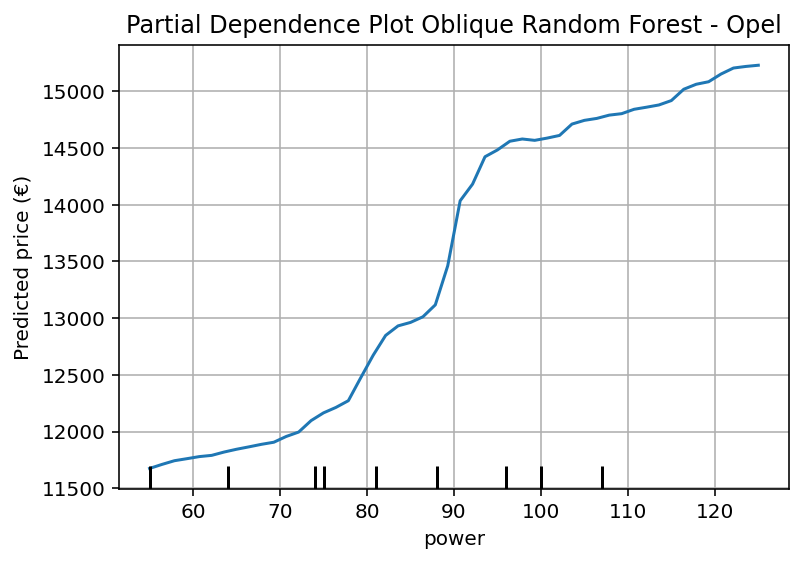 Partial Dependence Plot Oblique Random Forest - Opel
Predicted price (€)
15000
14500
14000
13500
13000
12500
12000
11500
60 70 80 90 100 110 120
power